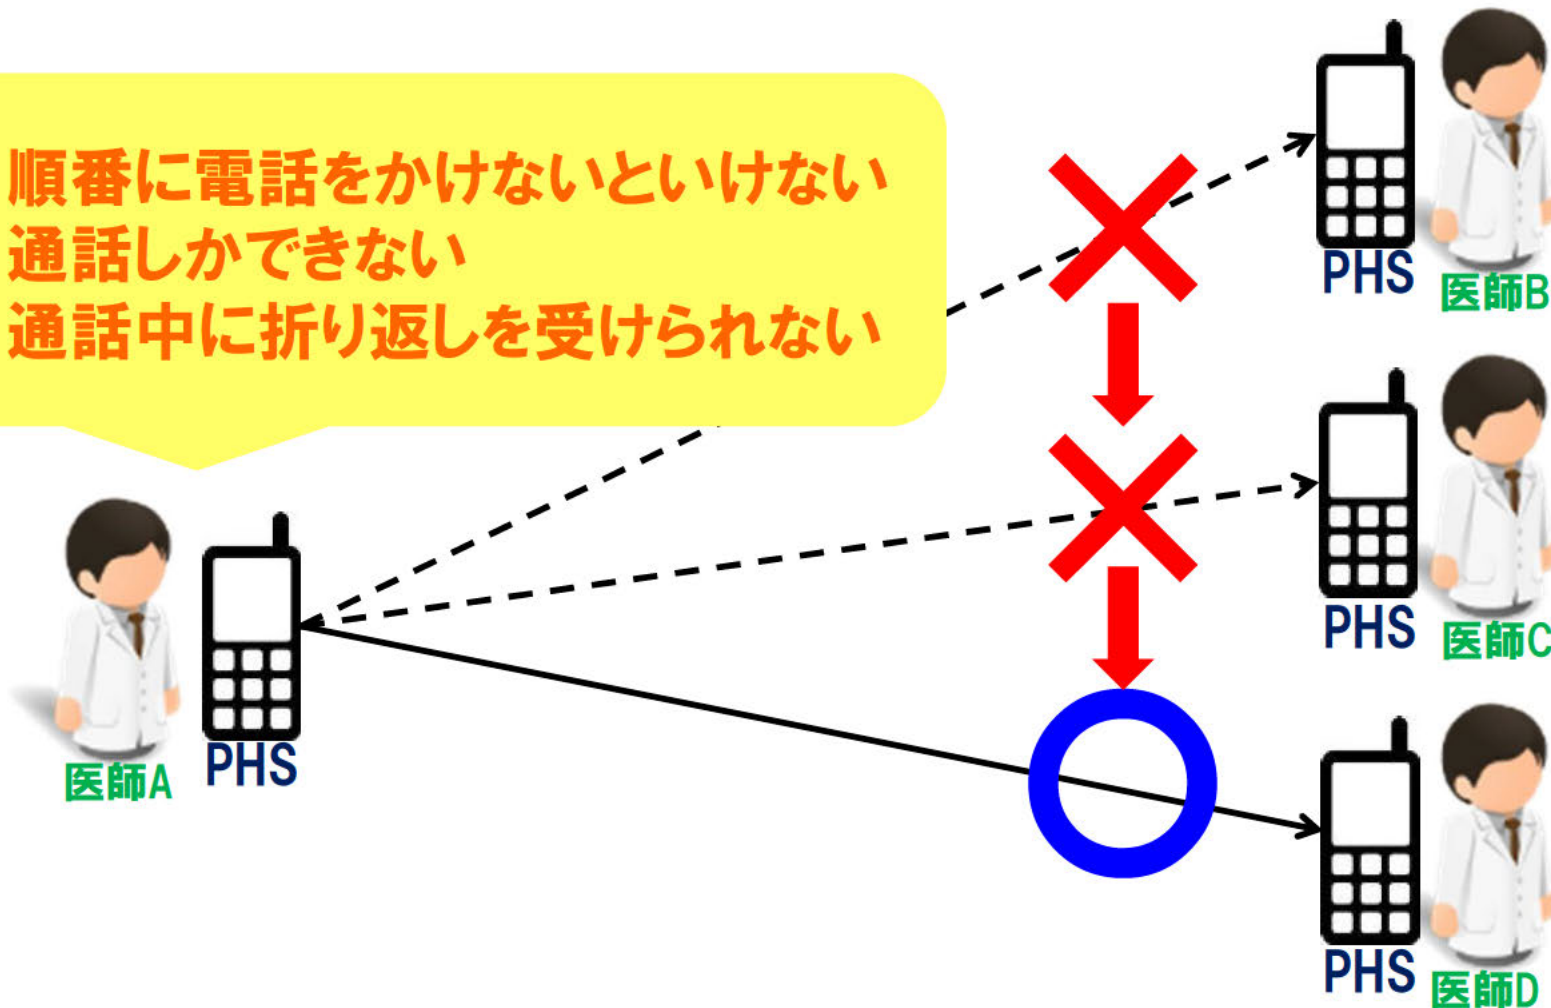 順番に電話をかけないといけない
通話しかできない
通話中に折り返しを受けられない
PHS
医師B
PHS
医師C
医師A
PHS
PHS
医師D